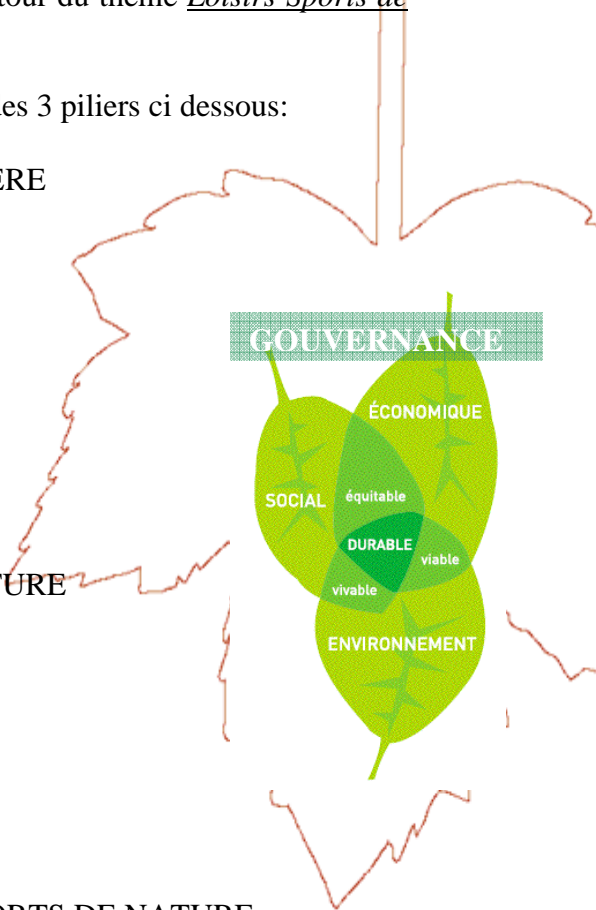 tour du thème Loisirs Sports de
es 3 piliers ci dessous:
ÈRE
GOUVERNANCE
ÉCONOMIQUE
SOCIAL équitable
DURABLE
viable
vivable
TURE
ENVIRONNEMENT
ORTS DE NATURE